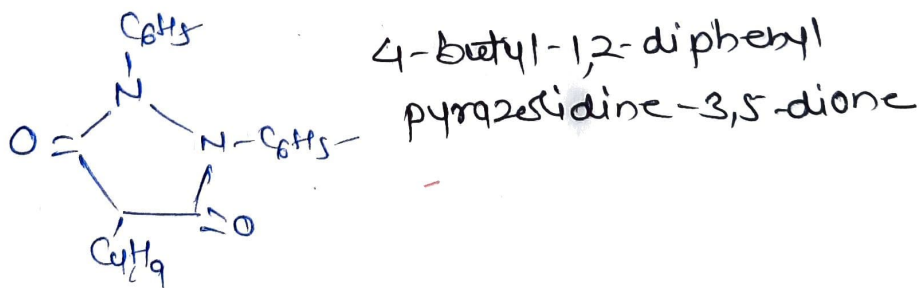 C6H5
N
O
N-C6H5-
O
C4H9
4-butyl-1,2-diphenyl
pyrazolidine-3,5-dione